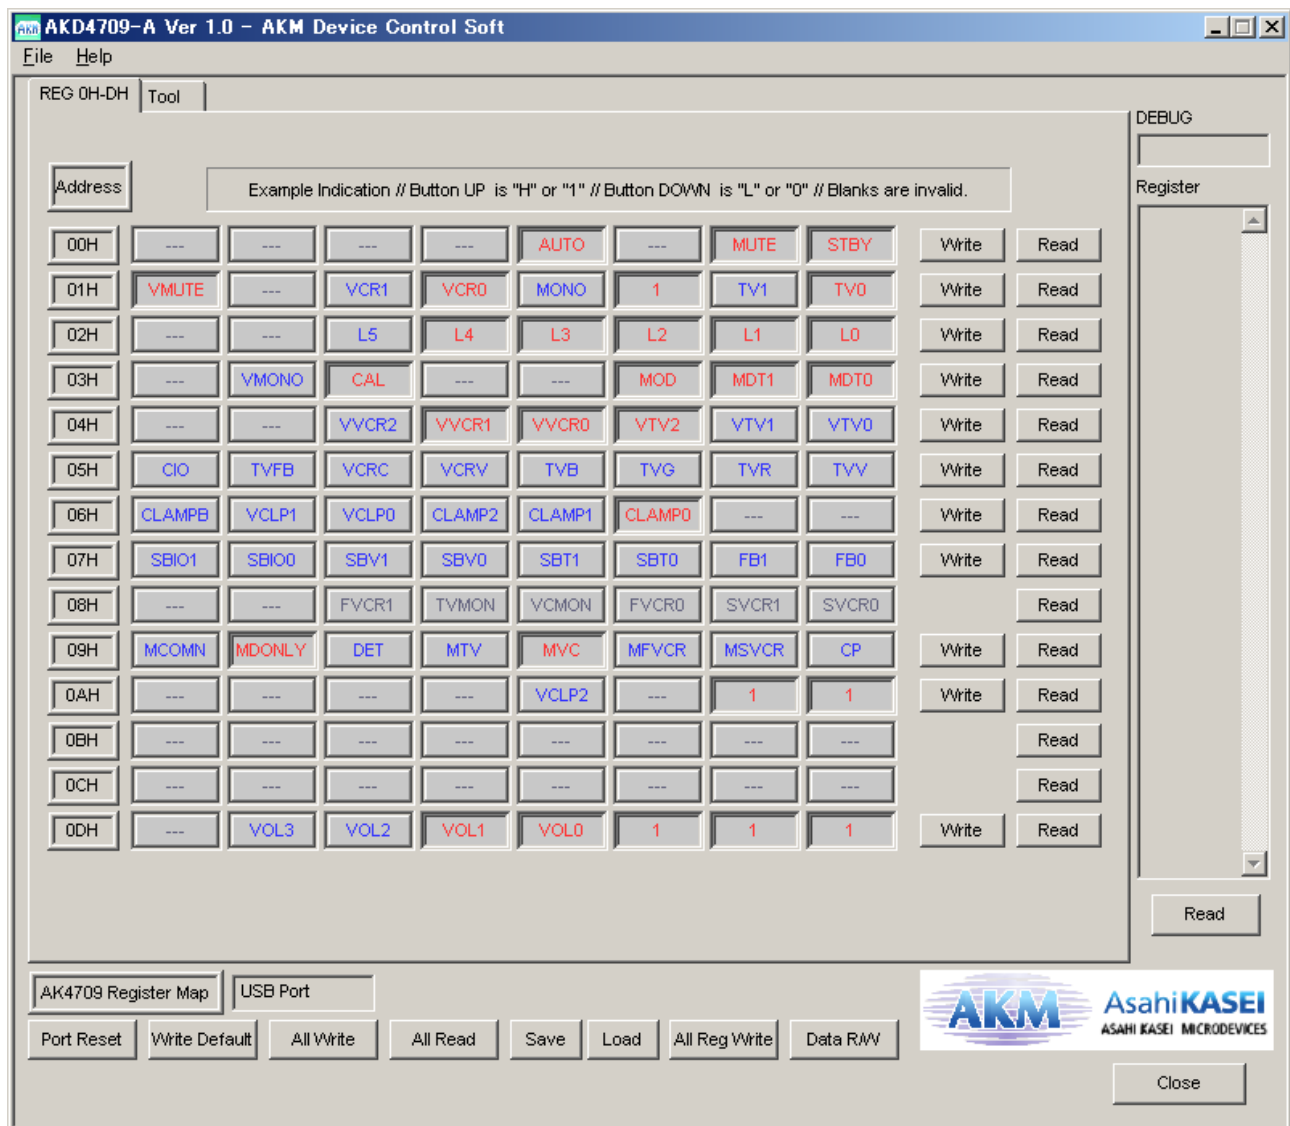 AKM AKD4709-A Ver 1.0 - AKM Device Control Soft
File Help
REG 0H-DH Tool
DEBUG
Address Example Indication // Button UP is "H" or "1" // Button DOWN is "L" or "0" // Blanks are invalid. Register
00H --- --- --- --- AUTO --- MUTE STBY Write Read
01H VMUTE --- VCR1 VCR0 MONO 1 TV1 TV0 Write Read
02H --- --- L5 L4 L3 L2 L1 L0 Write Read
03H --- VMONO CAL --- --- MOD MDT1 MDT0 Write Read
04H --- --- VVCR2 VVCR1 VVCR0 VTV2 VTV1 VTV0 Write Read
05H CIO TVFB VCRC VCRV TVB TVG TVR TVV Write Read
06H CLAMPB VCLP1 VCLP0 CLAMP2 CLAMP1 CLAMP0 --- --- Write Read
07H SBIO1 SBIO0 SBV1 SBV0 SBT1 SBT0 FB1 FB0 Write Read
08H --- --- FVCR1 TVMON VCMON FVCR0 SVCR1 SVCR0 Read
09H MCOMN MDONLY DET MTV MVC MFVCR MSVCR CP Write Read
0AH --- --- --- --- VCLP2 --- 1 1 Write Read
0BH --- --- --- --- --- --- --- --- Read
0CH --- --- --- --- --- --- --- --- Read
0DH --- VOL3 VOL2 VOL1 VOL0 1 1 1 Write Read
Read
AK4709 Register Map USB Port
Port Reset Write Default All Write All Read Save Load All Reg Write Data R/W
AKM AsahiKASEI
ASAHI KASEI MICRODEVICES
Close